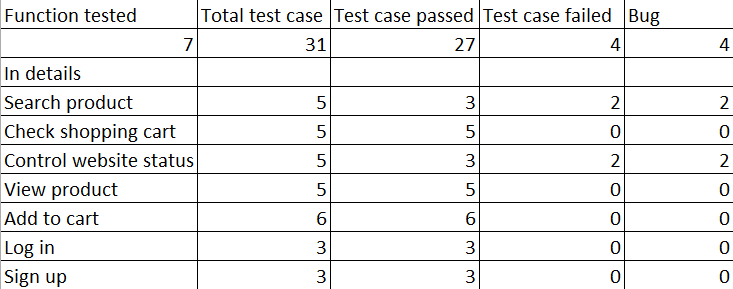 Function tested Total test case Test case passed Test case failed Bug
7 31 27 4 4
In details
Search product 5 3 2 2
Check shopping cart 5 5 0 0
Control website status 5 3 2 2
View product 5 5 0 0
Add to cart 6 6 0 0
Log in 3 3 0 0
Sign up 3 3 0 0